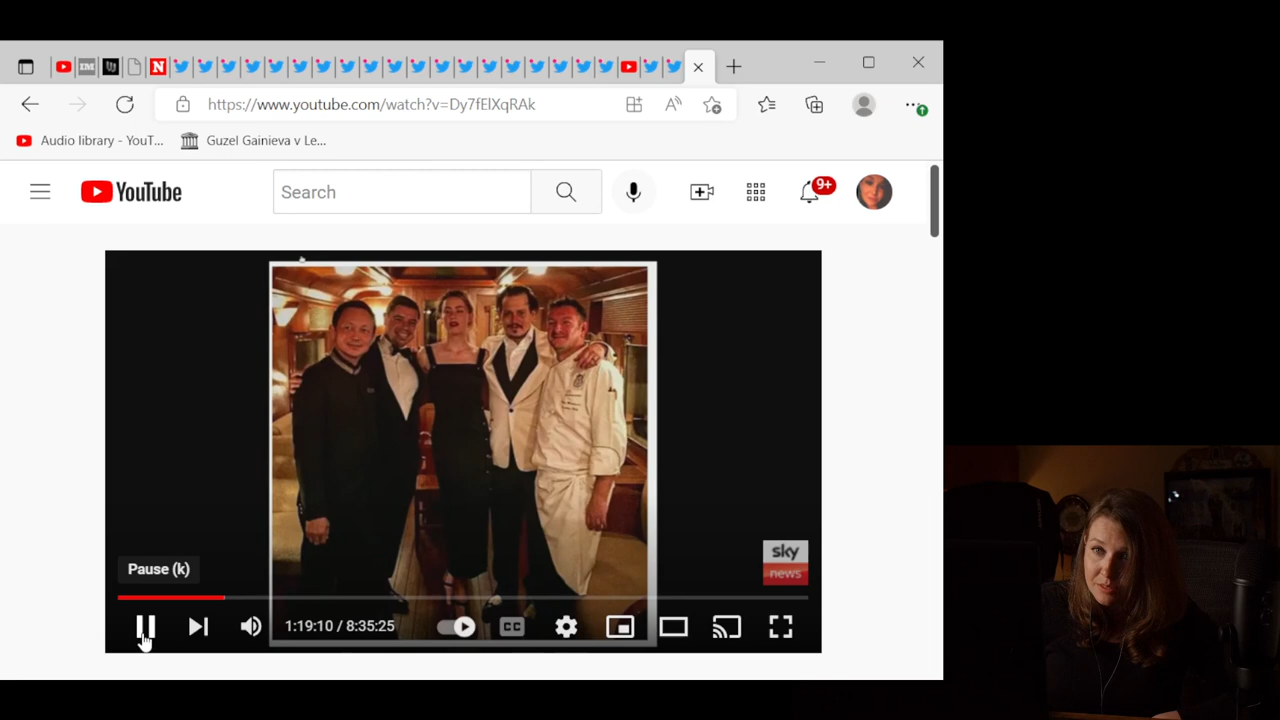 https://www.youtube.com/watch?v=Dy7fElXqRAk
Audio library - YouT...
Guzel Gainieva v Le...
YouTube
Search
9+
sky
news
Pause (k)
1:19:10 / 8:35:25
CC